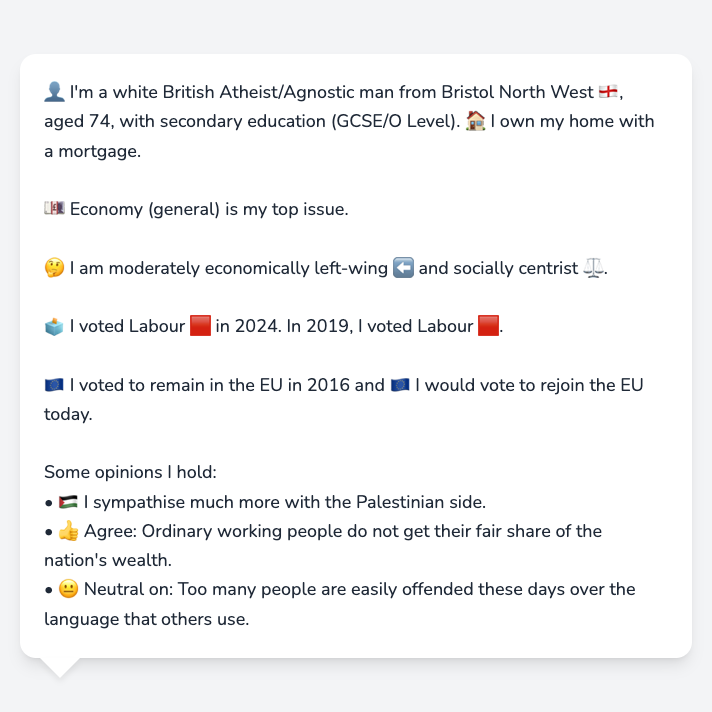 👤 I'm a white British Atheist/Agnostic man from Bristol North West 🏴󠁧󠁢󠁥󠁮󠁧󠁿,
aged 74, with secondary education (GCSE/O Level). 🏠 I own my home with
a mortgage.
💷 Economy (general) is my top issue.
🤔 I am moderately economically left-wing ⬅️ and socially centrist ⚖️.
🗳️ I voted Labour 🟥 in 2024. In 2019, I voted Labour 🟥.
🇪🇺 I voted to remain in the EU in 2016 and 🇪🇺 I would vote to rejoin the EU
today.
Some opinions I hold:
• 🇵🇸 I sympathise much more with the Palestinian side.
• 👍 Agree: Ordinary working people do not get their fair share of the
nation's wealth.
• 😐 Neutral on: Too many people are easily offended these days over the
language that others use.